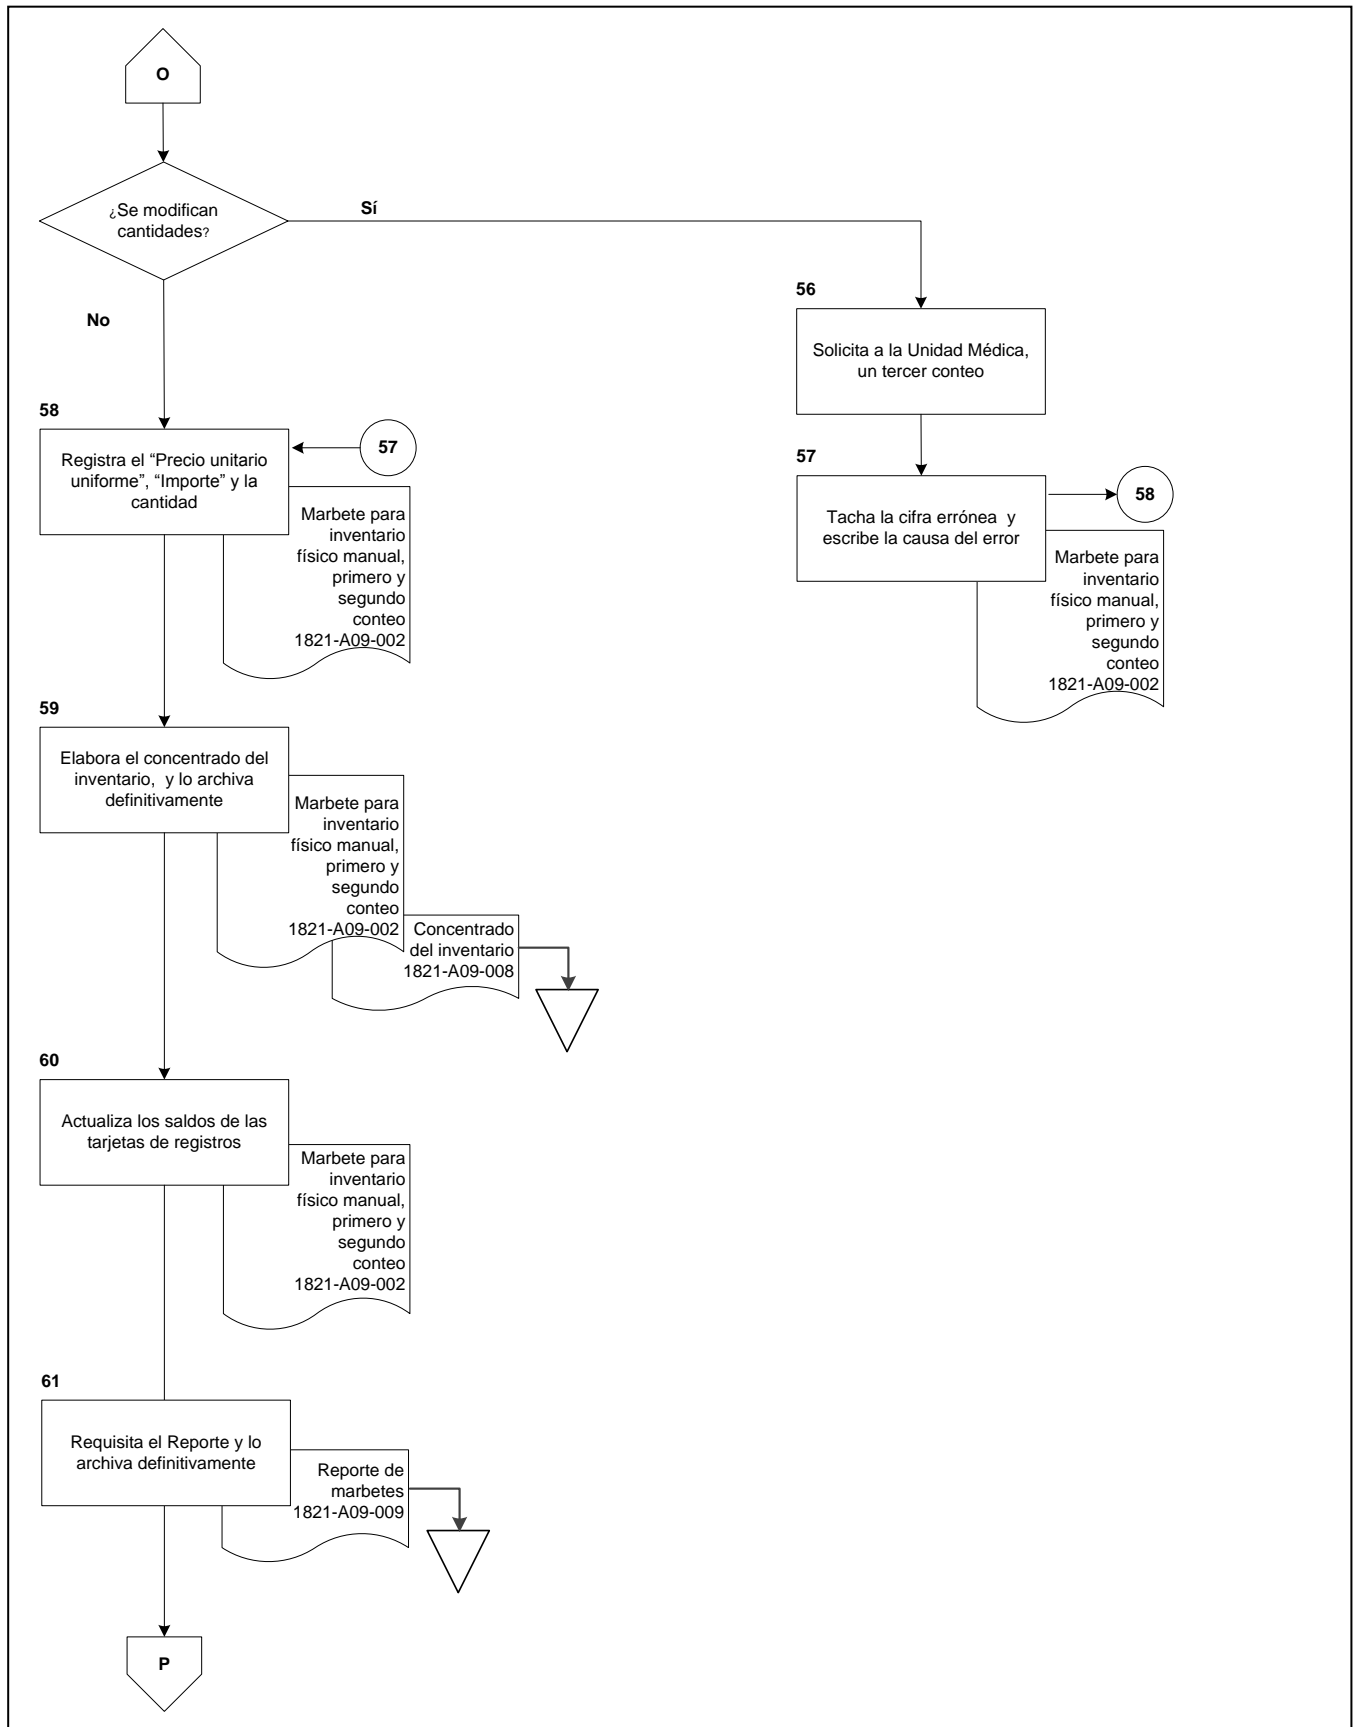 O
¿Se modifican
cantidades?
Sí
No
56
Solicita a la Unidad Médica,
un tercer conteo
57
Tacha la cifra errónea  y
escribe la causa del error
58
Marbete para
inventario
físico manual,
primero y
segundo
conteo
1821-A09-002
58
Registra el “Precio unitario
uniforme”, “Importe” y la
cantidad
57
Marbete para
inventario
físico manual,
primero y
segundo
conteo
1821-A09-002
59
Elabora el concentrado del
inventario,  y lo archiva
definitivamente
Marbete para
inventario
físico manual,
primero y
segundo
conteo
1821-A09-002
Concentrado
del inventario
1821-A09-008
60
Actualiza los saldos de las
tarjetas de registros
Marbete para
inventario
físico manual,
primero y
segundo
conteo
1821-A09-002
61
Requisita el Reporte y lo
archiva definitivamente
Reporte de
marbetes
1821-A09-009
P